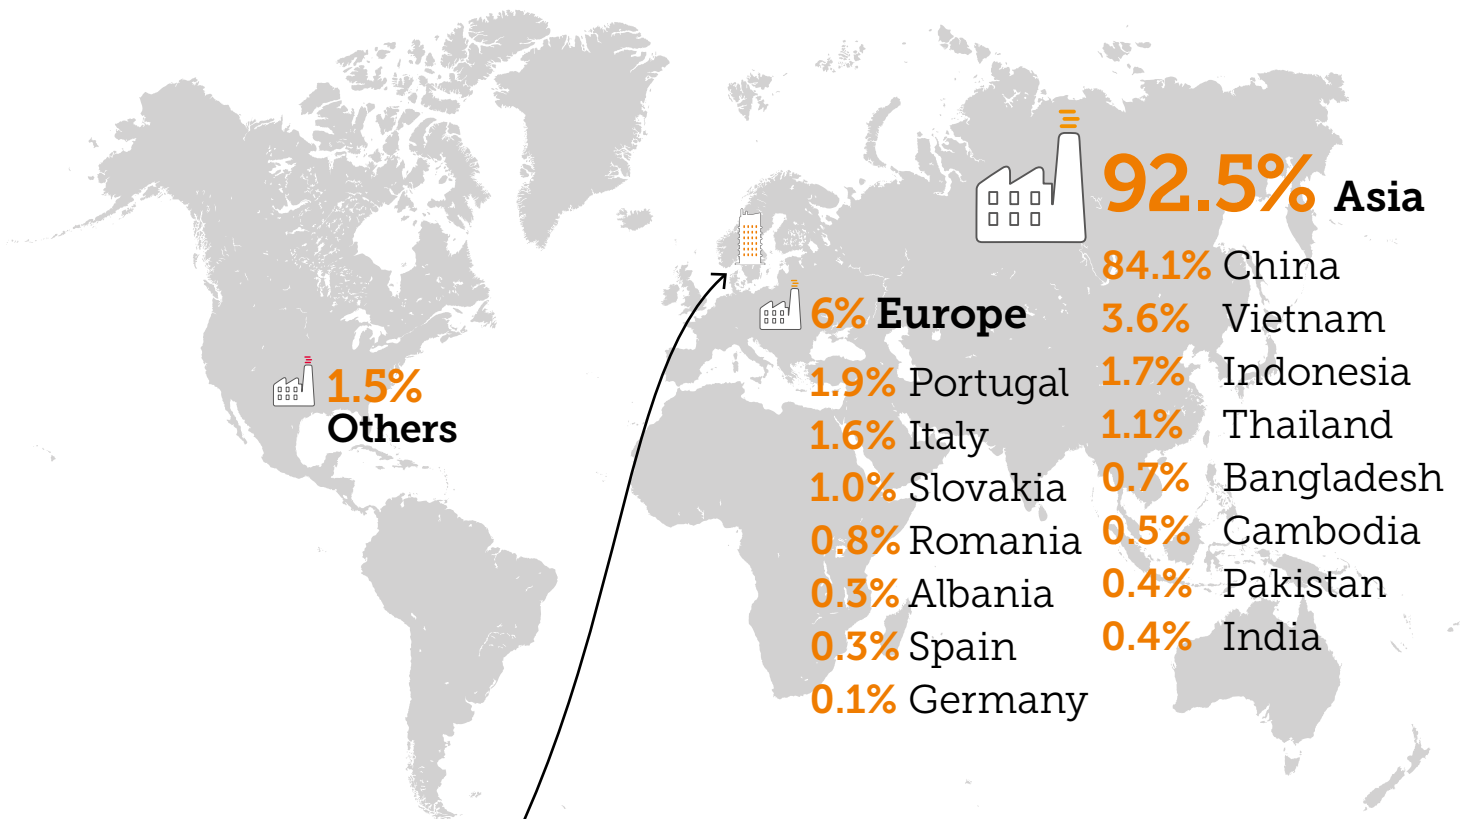 92.5% Asia
84.1% China
3.6% Vietnam
1.7% Indonesia
1.1% Thailand
0.7% Bangladesh
0.5% Cambodia
0.4% Pakistan
0.4% India
6% Europe
1.9% Portugal
1.6% Italy
1.0% Slovakia
0.8% Romania
0.3% Albania
0.3% Spain
0.1% Germany
1.5%
Others